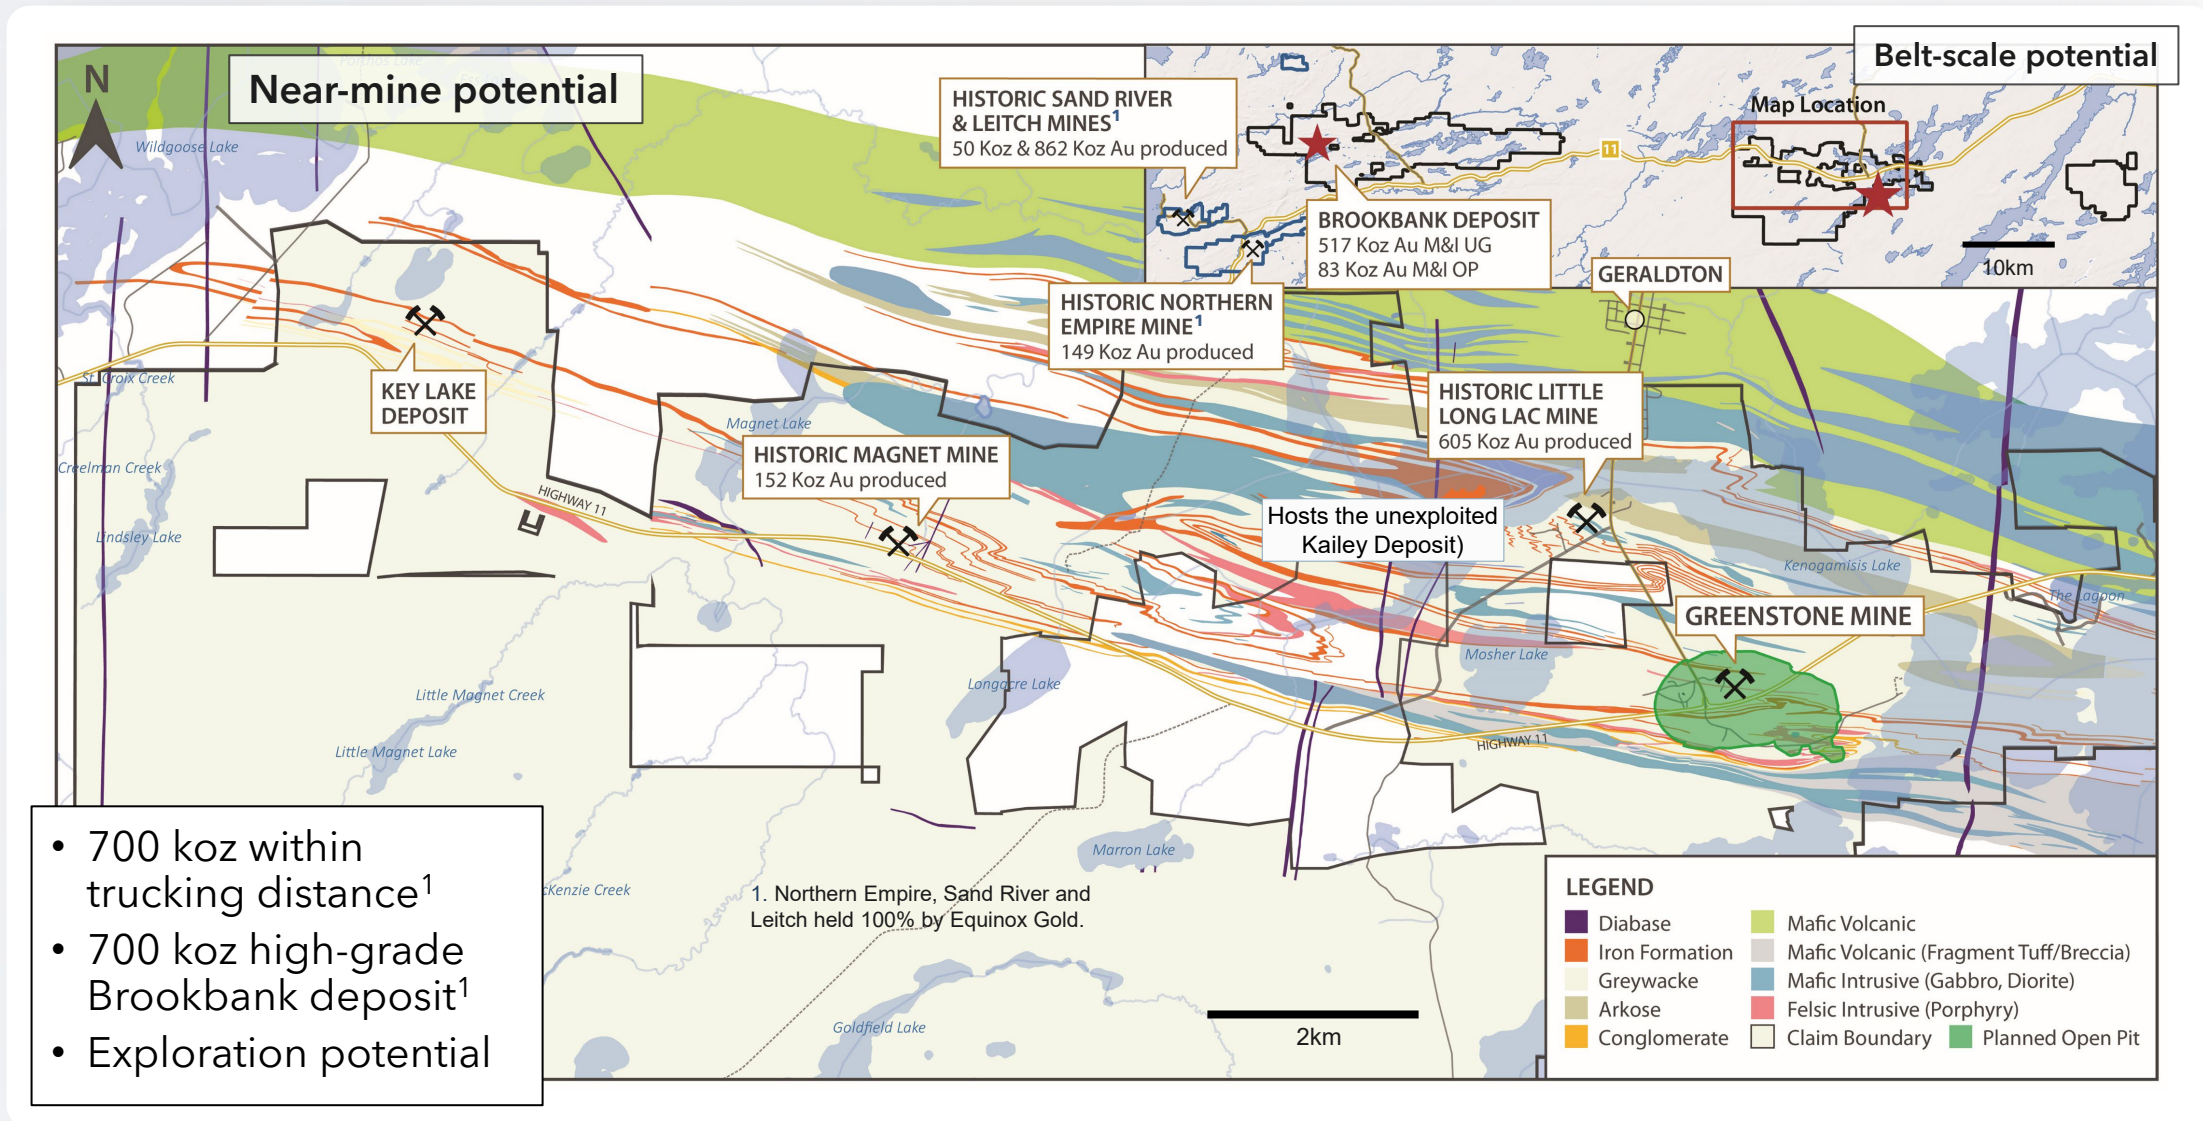 Near-mine potential
Belt-scale potential
N
Wildgoose Lake
HISTORIC SAND RIVER
& LEITCH MINES¹
50 Koz & 862 Koz Au produced
Map Location
11
BROOKBANK DEPOSIT
517 Koz Au M&I UG
83 Koz Au M&I OP
10km
GERALDTON
HISTORIC NORTHERN
EMPIRE MINE¹
149 Koz Au produced
St. Croix Creek
KEY LAKE
DEPOSIT
HISTORIC LITTLE
LONG LAC MINE
605 Koz Au produced
Magnet Lake
HISTORIC MAGNET MINE
152 Koz Au produced
Creelman Creek
HIGHWAY 11
Lindsley Lake
Hosts the unexploited
Kailey Deposit)
Kenogamisis Lake
The Lagoon
GREENSTONE MINE
Mosher Lake
Longacre Lake
Little Magnet Creek
Little Magnet Lake
HIGHWAY 11
• 700 koz within
trucking distance¹
• 700 koz high-grade
Brookbank deposit¹
• Exploration potential
Marron Lake
cKenzie Creek
1. Northern Empire, Sand River and
Leitch held 100% by Equinox Gold.
Goldfield Lake
2km
LEGEND
Diabase
Iron Formation
Greywacke
Arkose
Conglomerate
Mafic Volcanic
Mafic Volcanic (Fragment Tuff/Breccia)
Mafic Intrusive (Gabbro, Diorite)
Felsic Intrusive (Porphyry)
Claim Boundary
Planned Open Pit